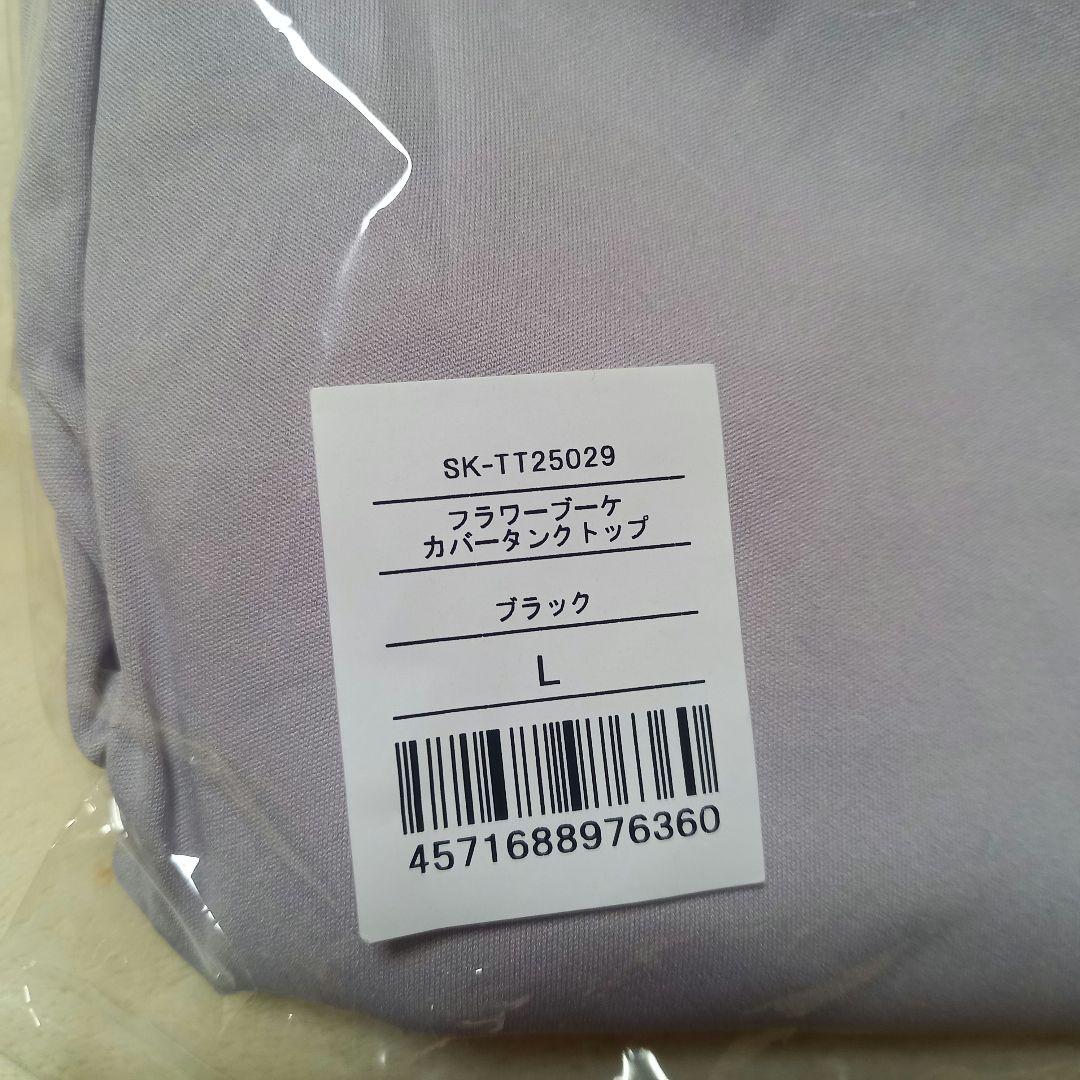 SK-TT25029
フラワーブーケ
カバータンクトップ
ブラック
L
4571688976360